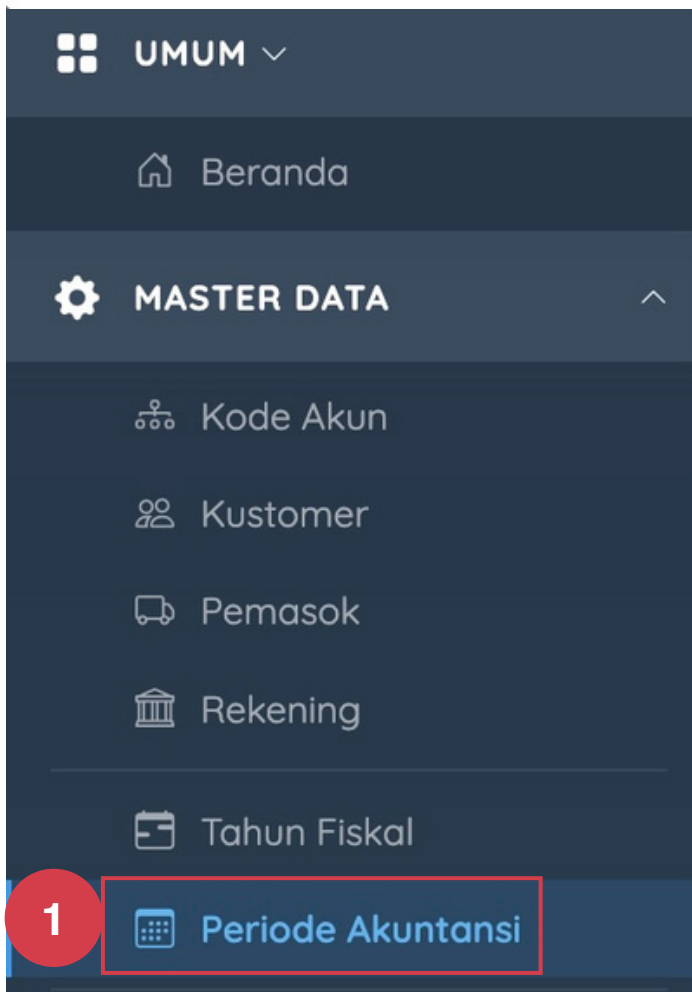 UMUM
Beranda
MASTER DATA
Kode Akun
Kustomer
Pemasok
Rekening
Tahun Fiskal
1 Periode Akuntansi